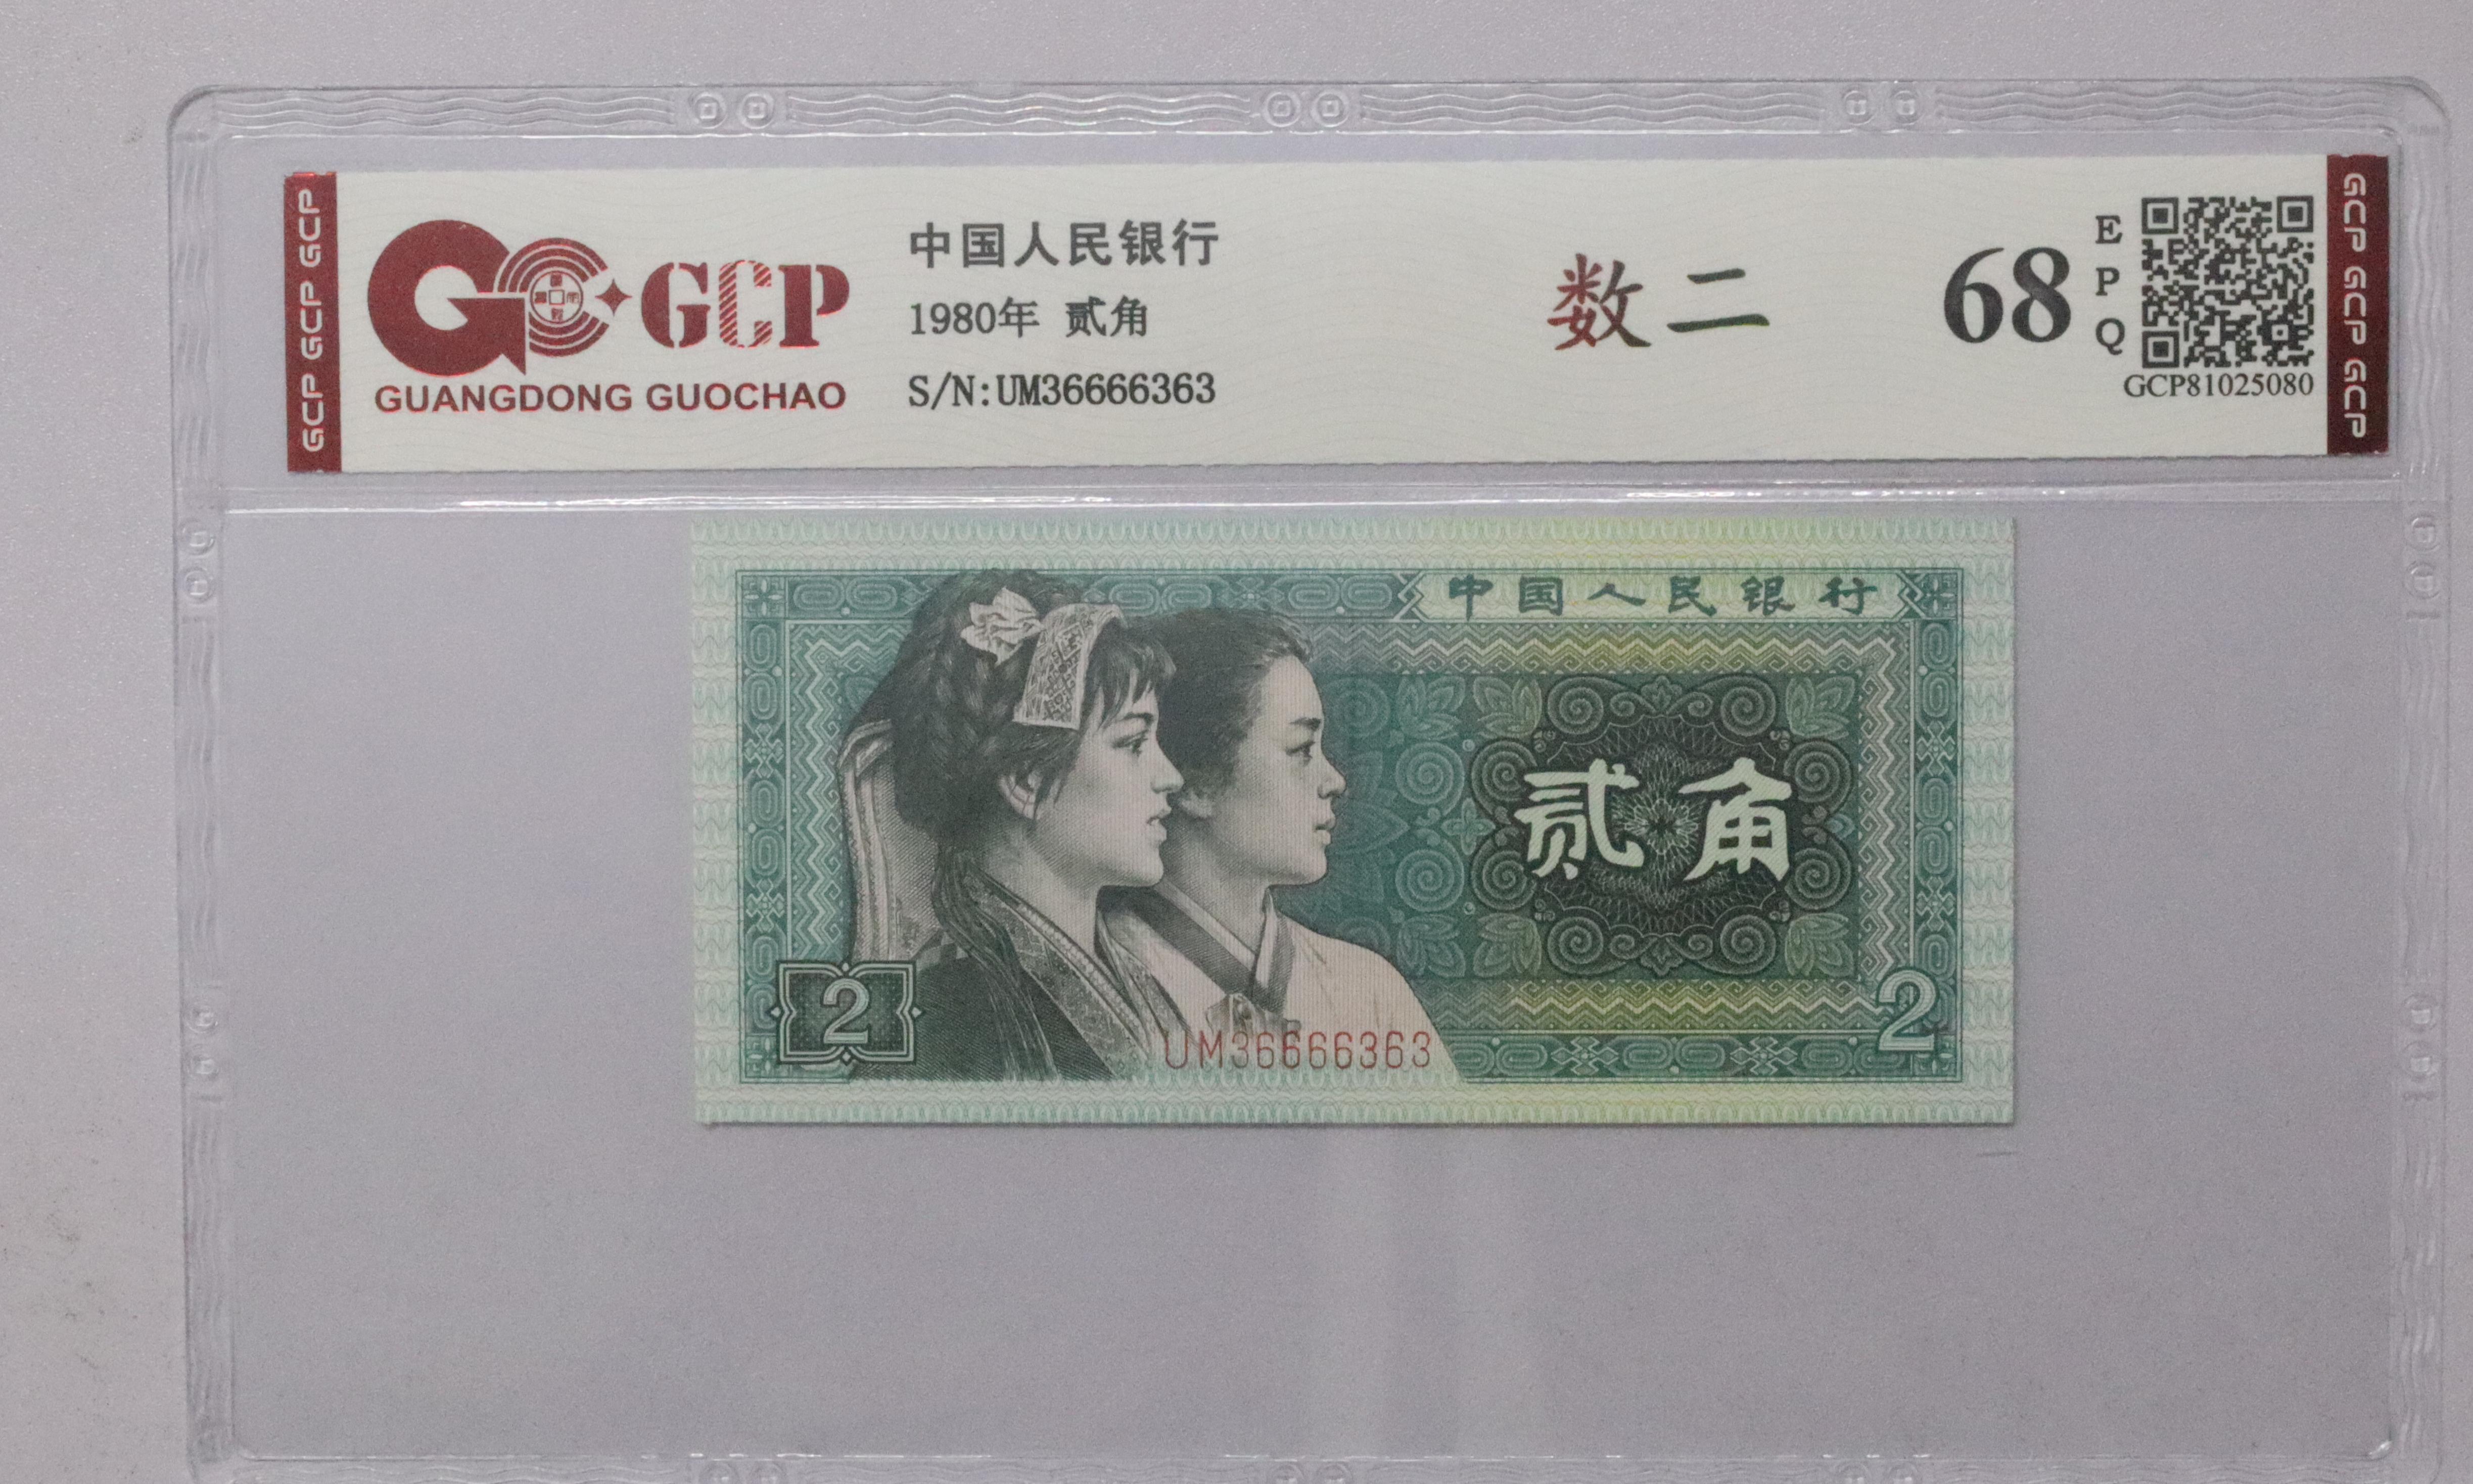 GCP GCP GCP
GCP
GUANGDONG GUOCHAO
中国人民银行
1980年 贰角
S/N:UM36666363
数二
68
E
P
Q
GCP81025080
GCP GCP GCP
中国人民银行
贰角
2
UM36666363
2